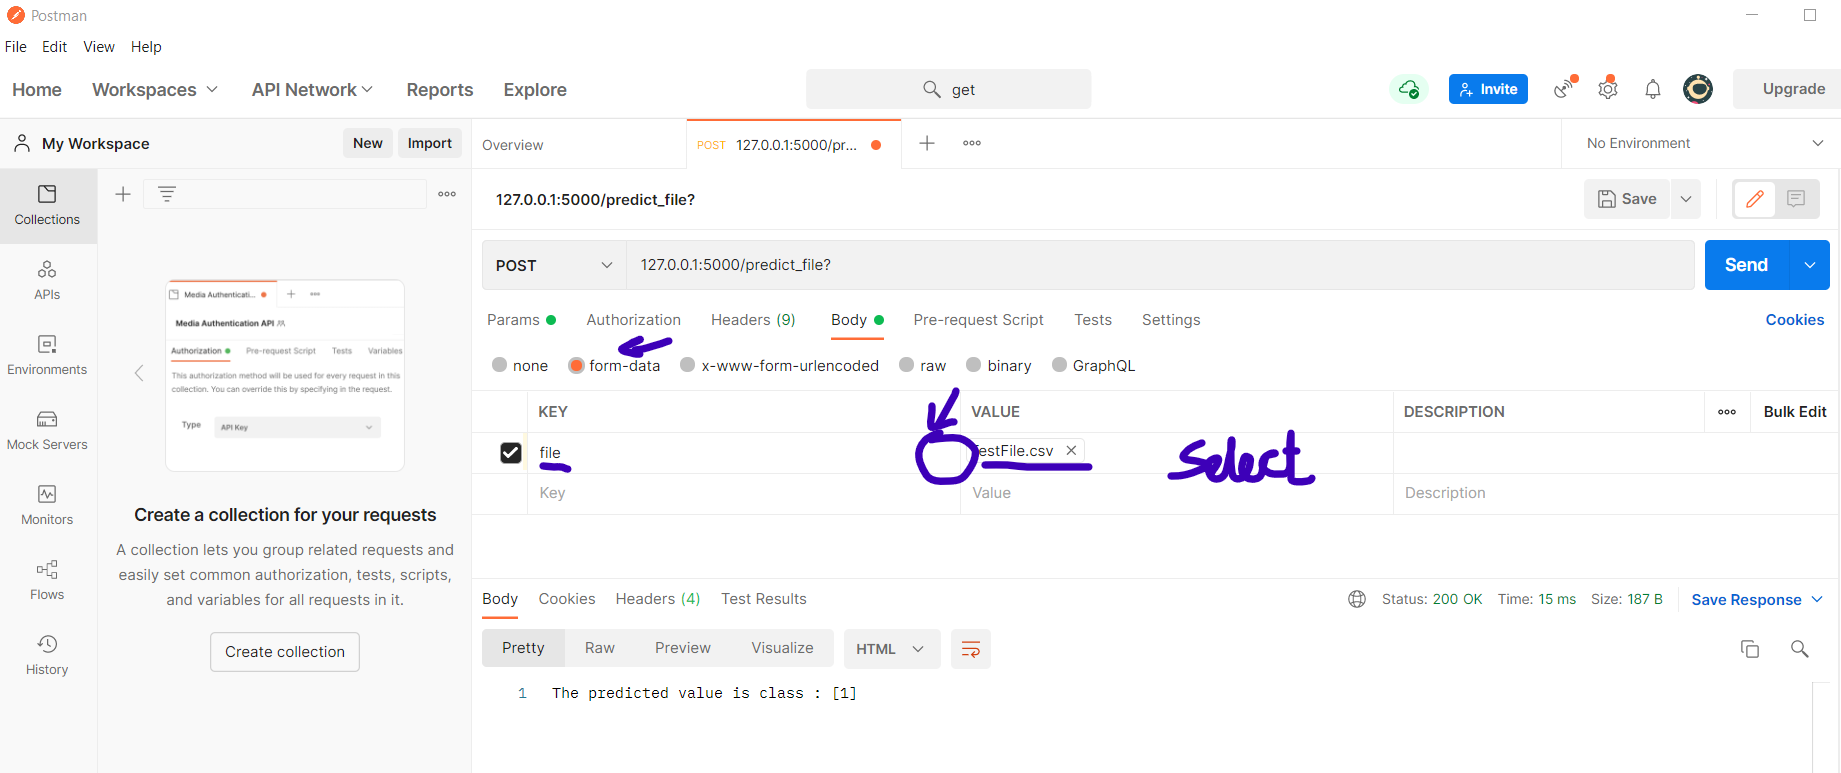 Postman
File Edit View Help
Home Workspaces API Network Reports Explore get Invite Upgrade
My Workspace New Import Overview POST 127.0.0.1:5000/pr... No Environment
Collections
APIs
Environments
Mock Servers
Monitors
Flows
History
Media Authenticati...
Media Authentication API
Authorization Pre-request Script Tests Variables
This authorization method will be used for every request in this
collection. You can override this by specifying in the request.
Type API Key
Create a collection for your requests
A collection lets you group related requests and
easily set common authorization, tests, scripts,
and variables for all requests in it.
Create collection
127.0.0.1:5000/predict_file? Save
POST 127.0.0.1:5000/predict_file? Send
Params Authorization Headers (9) Body Pre-request Script Tests Settings Cookies
none form-data x-www-form-urlencoded raw binary GraphQL
KEY VALUE DESCRIPTION Bulk Edit
file estFile.csv Select
Key Value Description
Body Cookies Headers (4) Test Results Status: 200 OK Time: 15 ms Size: 187 B Save Response
Pretty Raw Preview Visualize HTML
1 The predicted value is class : [1]